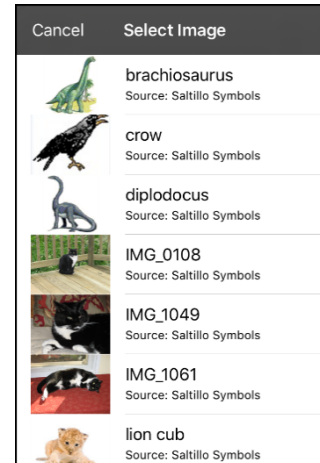 Cancel Select Image
brachiosaurus
Source: Saltillo Symbols
crow
Source: Saltillo Symbols
diplodocus
Source: Saltillo Symbols
IMG_0108
Source: Saltillo Symbols
IMG_1049
Source: Saltillo Symbols
IMG_1061
Source: Saltillo Symbols
lion cub
Source: Saltillo Symbols